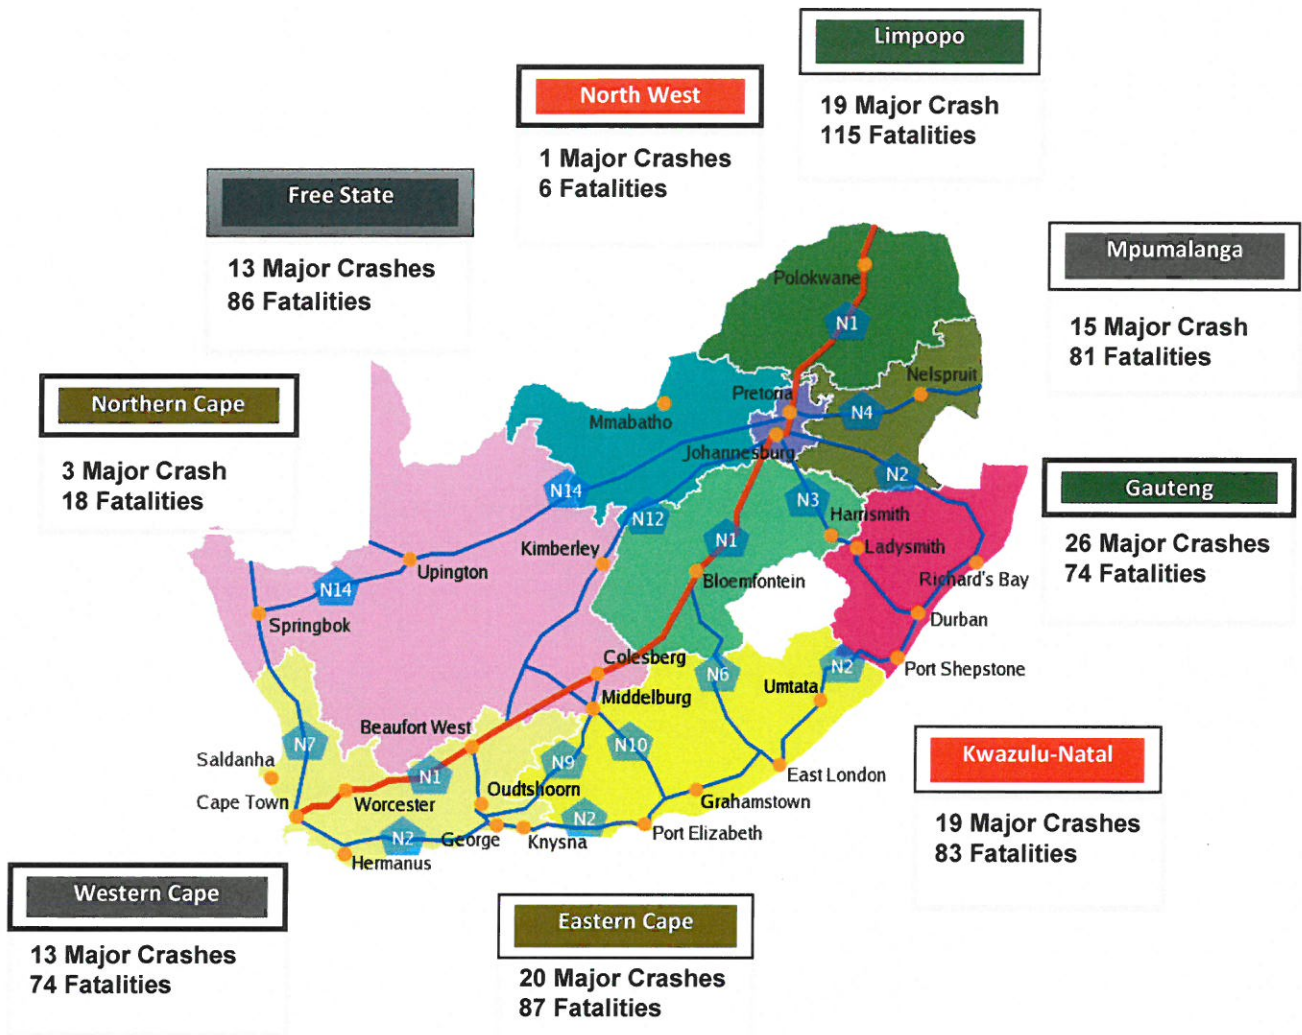 Limpopo
19 Major Crash
115 Fatalities
North West
1 Major Crashes
6 Fatalities
Free State
13 Major Crashes
86 Fatalities
Mpumalanga
15 Major Crash
81 Fatalities
Northern Cape
3 Major Crash
18 Fatalities
Gauteng
26 Major Crashes
74 Fatalities
Kwazulu-Natal
19 Major Crashes
83 Fatalities
Western Cape
13 Major Crashes
74 Fatalities
Eastern Cape
20 Major Crashes
87 Fatalities
Polokwane
N1
Nelspruit
Pretoria
N4
Mmabatho
Johannesburg
N2
N14
N3
N12
Harrismith
N1
Kimberley
Ladysmith
Upington
Bloemfontein
Richard's Bay
N14
Springbok
Durban
Colesberg
N6
N2
Port Shepstone
Umtata
Middelburg
Beaufort West
N7
N10
Saldanha
N9
East London
N1
Cape Town
Worcester
Oudtshoorn
Grahamstown
N2
George
Knysna
N2
Port Elizabeth
Hermanus